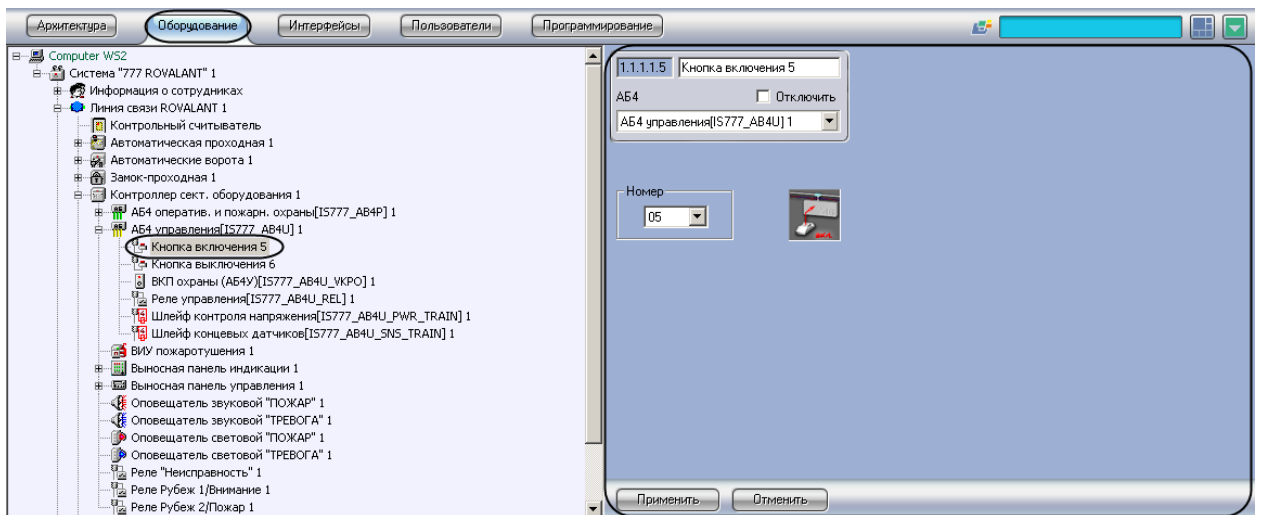 Архитектура Оборудование Интерфейсы Пользователи Программирование
Computer WS2
Система "777 ROVALANT" 1
Информация о сотрудниках
Линия связи ROVALANT 1
Контрольный считыватель
Автоматическая проходная 1
Автоматические ворота 1
Замок-проходная 1
Контроллер сект. оборудования 1
АБ4 оператив. и пожарн. охраны[IS777_AB4P] 1
АБ4 управления[IS777_AB4U] 1
Кнопка включения 5
Кнопка выключения 6
ВКП охраны (АБ4У)[IS777_AB4U_VKPO] 1
Реле управления[IS777_AB4U_REL] 1
Шлейф контроля напряжения[IS777_AB4U_PWR_TRAIN] 1
Шлейф концевых датчиков[IS777_AB4U_SNS_TRAIN] 1
ВИУ пожаротушения 1
Выносная панель индикации 1
Выносная панель управления 1
Оповещатель звуковой "ПОЖАР" 1
Оповещатель звуковой "ТРЕВОГА" 1
Оповещатель световой "ПОЖАР" 1
Оповещатель световой "ТРЕВОГА" 1
Реле "Неисправность" 1
Реле Рубеж 1/Внимание 1
Реле Рубеж 2/Пожар 1
1.1.1.1.5 Кнопка включения 5
АБ4 Отключить
АБ4 управления[IS777_AB4U] 1
Номер
05
вкл
Применить Отменить